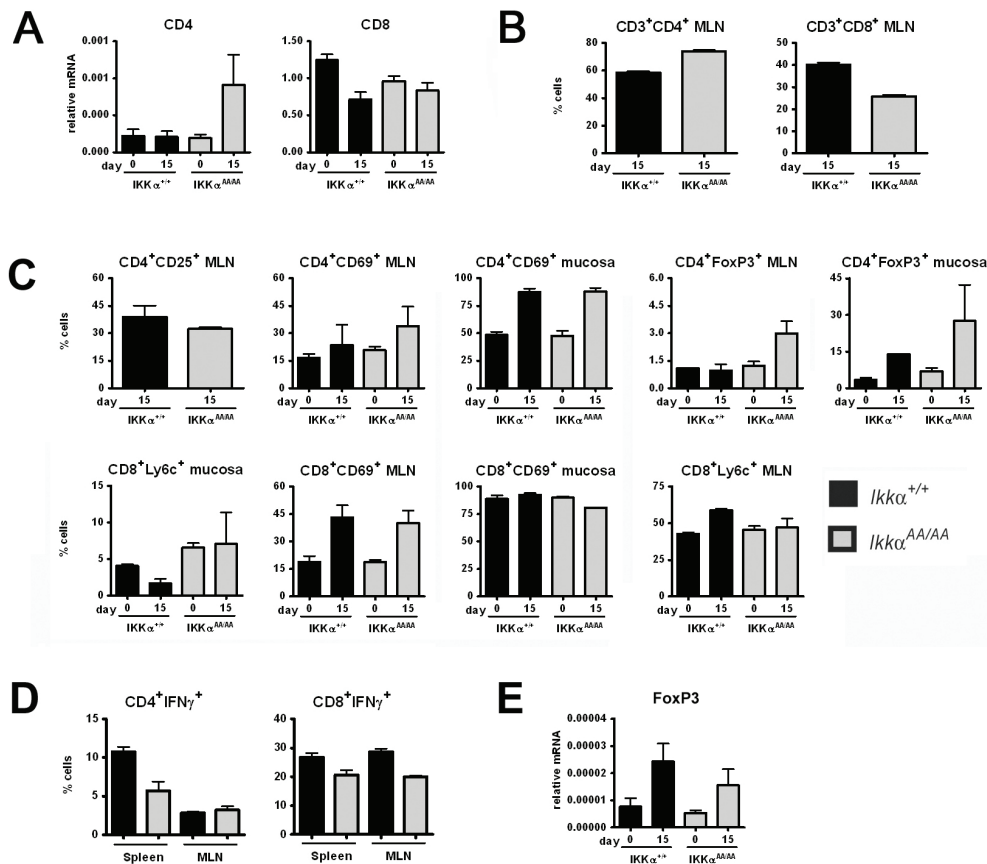 A
CD4
relative mRNA
0.001
0.001
0.000
0.000
day 0 15 0 15
IKKα+/+ IKKαAA/AA
CD8
1.50
1.00
0.50
0.00
0 15 0 15
IKKα+/+ IKKαAA/AA
B
CD3+CD4+ MLN
% cells
80
60
40
20
0
day 15 15
IKKα+/+ IKKαAA/AA
CD3+CD8+ MLN
50
40
30
20
10
0
15 15
IKKα+/+ IKKαAA/AA
C
CD4+CD25+ MLN
% cells
60
45
30
15
0
day 15 15
IKKα+/+ IKKαAA/AA
CD4+CD69+ MLN
60
45
30
15
0
0 15 0 15
IKKα+/+ IKKαAA/AA
CD4+CD69+ mucosa
100
75
50
25
0
0 15 0 15
IKKα+/+ IKKαAA/AA
CD4+FoxP3+ MLN
6.0
4.5
3.0
1.5
0.0
0 15 0 15
IKKα+/+ IKKαAA/AA
CD4+FoxP3+ mucosa
45
30
15
0
day 0 15 0 15
IKKα+/+ IKKαAA/AA
CD8+Ly6c+ mucosa
% cells
15
10
5
0
day 0 15 0 15
IKKα+/+ IKKαAA/AA
CD8+CD69+ MLN
60
45
30
15
0
0 15 0 15
IKKα+/+ IKKαAA/AA
CD8+CD69+ mucosa
100
75
50
25
0
0 15 0 15
IKKα+/+ IKKαAA/AA
CD8+Ly6c+ MLN
75
50
25
0
0 15 0 15
IKKα+/+ IKKαAA/AA
Ikkα+/+
IkkαAA/AA
D
CD4+IFNγ+
% cells
15
10
5
0
Spleen MLN
CD8+IFNγ+
40
30
20
10
0
Spleen MLN
E
FoxP3
relative mRNA
0.00004
0.00003
0.00002
0.00001
0.00000
day 0 15 0 15
IKKα+/+ IKKαAA/AA